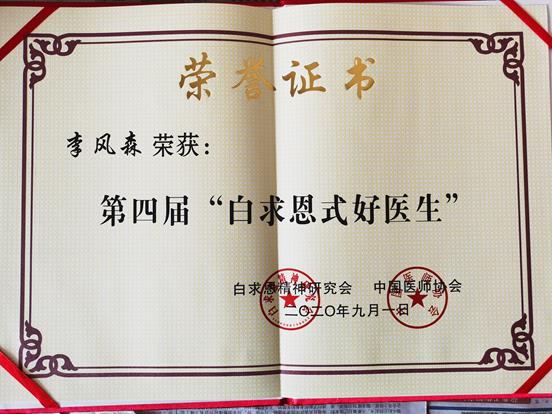 荣誉证书
李风森 荣获：
第四届“白求恩式好医生”
白求恩精神研究会 中国医师协会
二〇二〇年九月一日